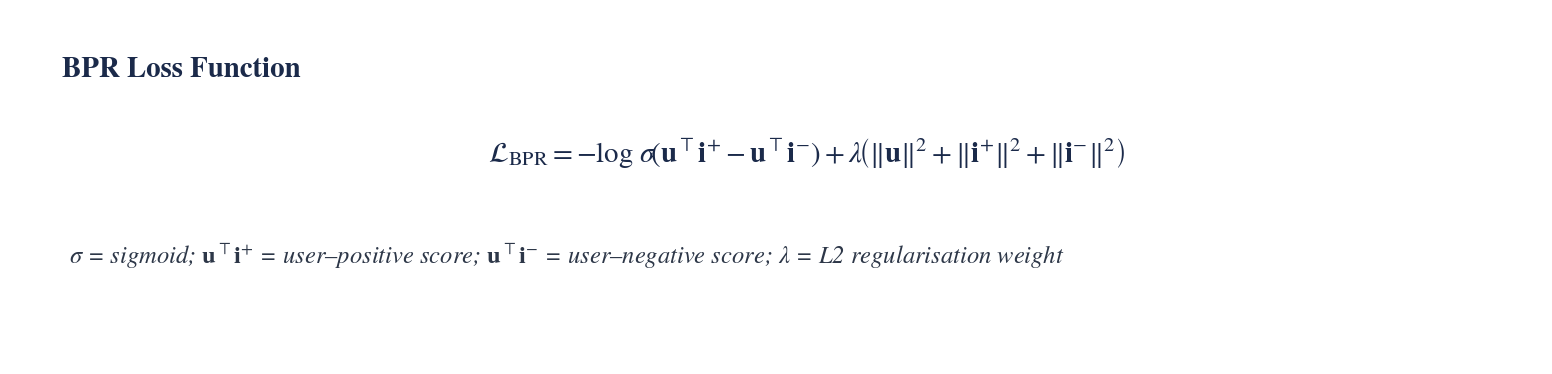 BPR Loss Function
ℒ_BPR = −log σ(𝐮^⊤𝐢^+ − 𝐮^⊤𝐢^−) + λ(‖𝐮‖^2 + ‖𝐢^+‖^2 + ‖𝐢^−‖^2)
σ = sigmoid; 𝐮^⊤𝐢^+ = user–positive score; 𝐮^⊤𝐢^− = user–negative score; λ = L2 regularisation weight